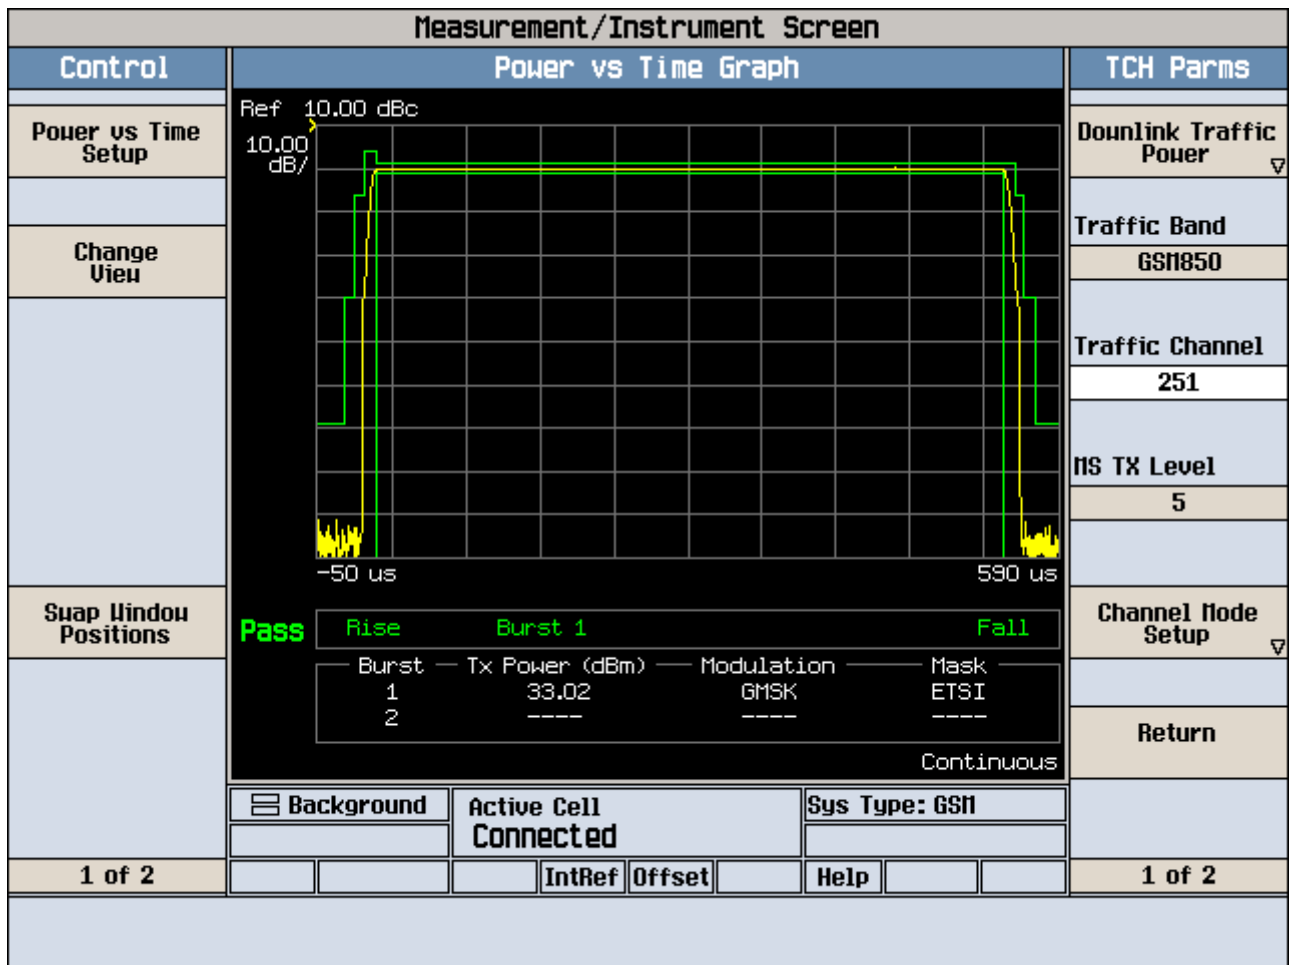 Measurement/Instrument Screen
Control
Power vs Time Graph
TCH Parms
Power vs Time
Setup
Change
View
Swap Window
Positions
1 of 2
Ref 10.00 dBc
10.00
dB/
-50 us
590 us
Pass
Rise
Burst 1
Fall
Burst Tx Power (dBm) Modulation Mask
1 33.02 GMSK ETSI
2 ---- ---- ----
Continuous
Background
Active Cell
Connected
Sys Type: GSM
IntRef
Offset
Help
Downlink Traffic
Power
Traffic Band
GSM850
Traffic Channel
251
MS TX Level
5
Channel Mode
Setup
Return
1 of 2